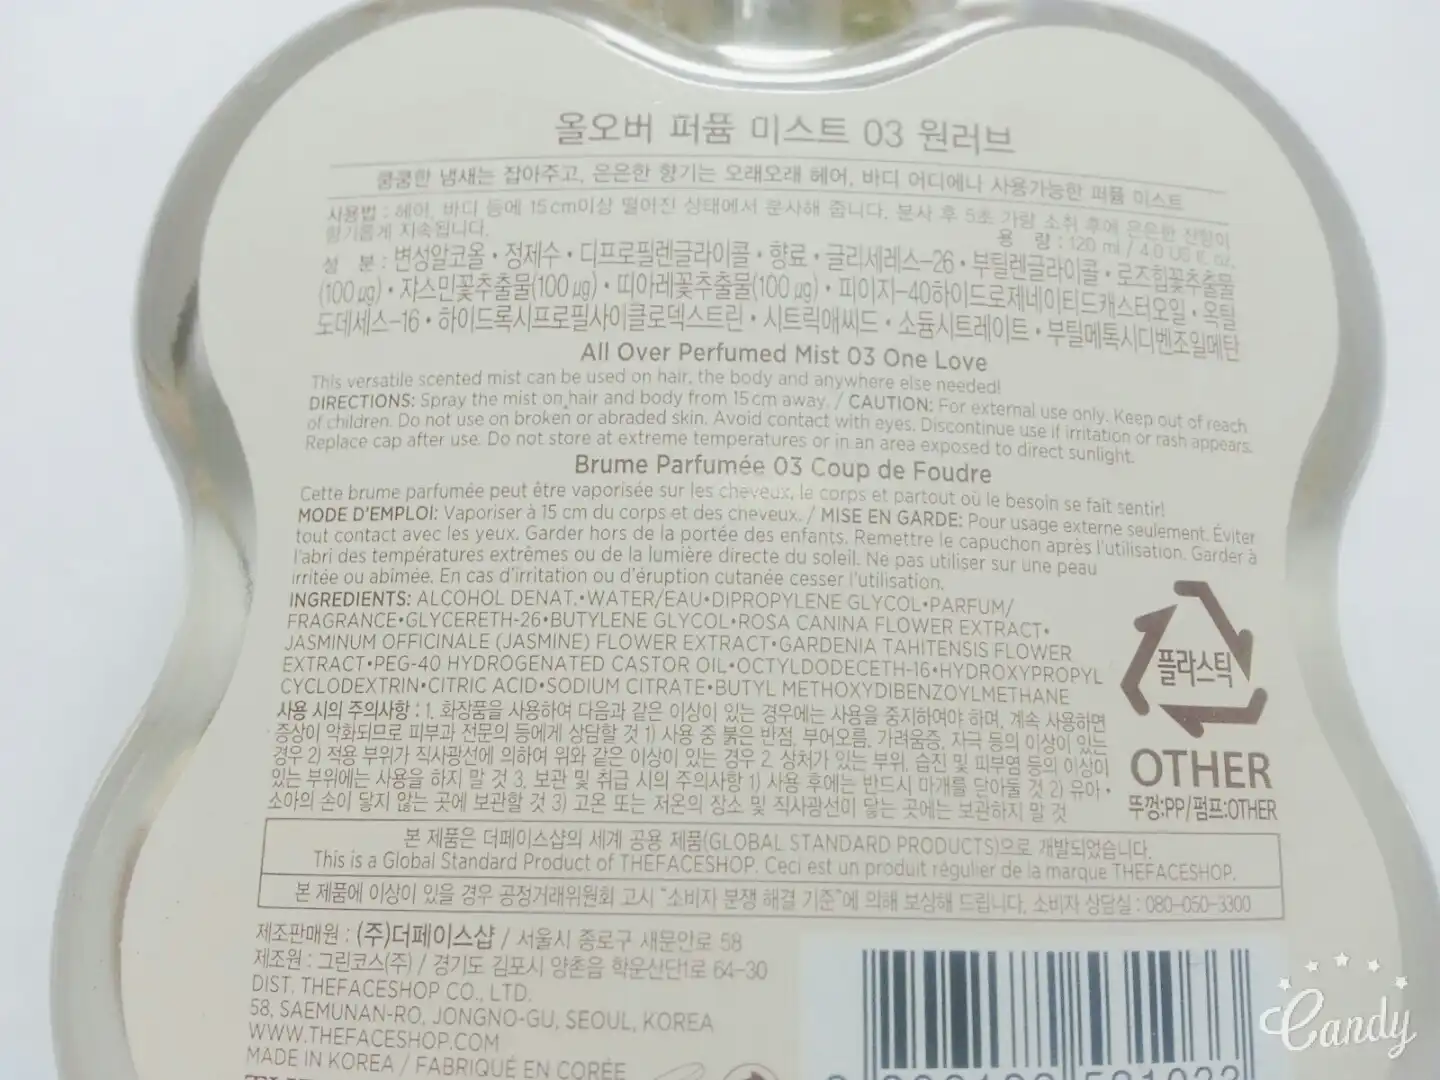 올오버 퍼퓸 미스트 03 원러브
쿵쿵한 냄새는 잡아주고, 은은한 향기는 오래오래 헤어, 바디 어디에나 사용가능한 퍼퓸 미스트
사용법 : 헤어, 바디 등에 15cm이상 떨어진 상태에서 분사해 줍니다. 분사 후 5초 가량 소취 후에 은은한 잔향이
향기롭게 지속됩니다.
용 량 : 120 ml / 4.0 US fl. oz.
성 분 : 변성알코올 • 정제수 • 디프로필렌글라이콜 • 향료 • 글리세레스-26 • 부틸렌글라이콜 • 로즈힙꽃추출물
(100 μg) • 자스민꽃추출물(100 μg) • 띠아레꽃추출물(100 μg) • 피이지-40하이드로제네이티드캐스터오일 • 옥틸
도데세스-16 • 하이드록시프로필사이클로덱스트린 • 시트릭애씨드 • 소듐시트레이트 • 부틸메톡시디벤조일메탄
All Over Perfumed Mist 03 One Love
This versatile scented mist can be used on hair, the body and anywhere else needed!
DIRECTIONS: Spray the mist on hair and body from 15cm away. / CAUTION: For external use only. Keep out of reach
of children. Do not use on broken or abraded skin. Avoid contact with eyes. Discontinue use if irritation or rash appears.
Replace cap after use. Do not store at extreme temperatures or in an area exposed to direct sunlight.
Brume Parfumée 03 Coup de Foudre
Cette brume parfumée peut être vaporisée sur les cheveux, le corps et partout où le besoin se fait sentir!
MODE D'EMPLOI: Vaporiser à 15 cm du corps et des cheveux. / MISE EN GARDE: Pour usage externe seulement. Éviter
tout contact avec les yeux. Garder hors de la portée des enfants. Remettre le capuchon après l'utilisation. Garder à
l'abri des températures extrêmes ou de la lumière directe du soleil. Ne pas utiliser sur une peau
irritée ou abîmée. En cas d'irritation ou d'éruption cutanée cesser l'utilisation.
INGREDIENTS: ALCOHOL DENAT.•WATER/EAU•DIPROPYLENE GLYCOL•PARFUM/
FRAGRANCE•GLYCERETH-26•BUTYLENE GLYCOL•ROSA CANINA FLOWER EXTRACT•
JASMINUM OFFICINALE (JASMINE) FLOWER EXTRACT•GARDENIA TAHITENSIS FLOWER
EXTRACT•PEG-40 HYDROGENATED CASTOR OIL•OCTYLDODECETH-16•HYDROXYPROPYL
CYCLODEXTRIN•CITRIC ACID•SODIUM CITRATE•BUTYL METHOXYDIBENZOYLMETHANE
플라스틱
OTHER
뚜껑:PP/펌프:OTHER
사용 시의 주의사항 : 1. 화장품을 사용하여 다음과 같은 이상이 있는 경우에는 사용을 중지하여야 하며, 계속 사용하면
증상이 악화되므로 피부과 전문의 등에게 상담할 것 1) 사용 중 붉은 반점, 부어오름, 가려움증, 자극 등의 이상이 있는
경우 2) 적용 부위가 직사광선에 의하여 위와 같은 이상이 있는 경우 2. 상처가 있는 부위, 습진 및 피부염 등의 이상이
있는 부위에는 사용을 하지 말 것 3. 보관 및 취급 시의 주의사항 1) 사용 후에는 반드시 마개를 닫아둘 것 2) 유아 •
소아의 손이 닿지 않는 곳에 보관할 것 3) 고온 또는 저온의 장소 및 직사광선이 닿는 곳에는 보관하지 말 것
본 제품은 더페이스샵의 세계 공용 제품(GLOBAL STANDARD PRODUCTS)으로 개발되었습니다.
This is a Global Standard Product of THEFACESHOP. Ceci est un produit régulier de la marque THEFACESHOP.
본 제품에 이상이 있을 경우 공정거래위원회 고시 "소비자 분쟁 해결 기준"에 의해 보상해 드립니다. 소비자 상담실 : 080-050-3300
제조판매원 : (주)더페이스샵 / 서울시 종로구 새문안로 58
제조원 : 그린코스(주) / 경기도 김포시 양촌읍 학운산단1로 64-30
DIST. THEFACESHOP CO., LTD.
58, SAEMUNAN-RO, JONGNO-GU, SEOUL, KOREA
WWW.THEFACESHOP.COM
MADE IN KOREA / FABRIQUÉ EN CORÉE
Candy